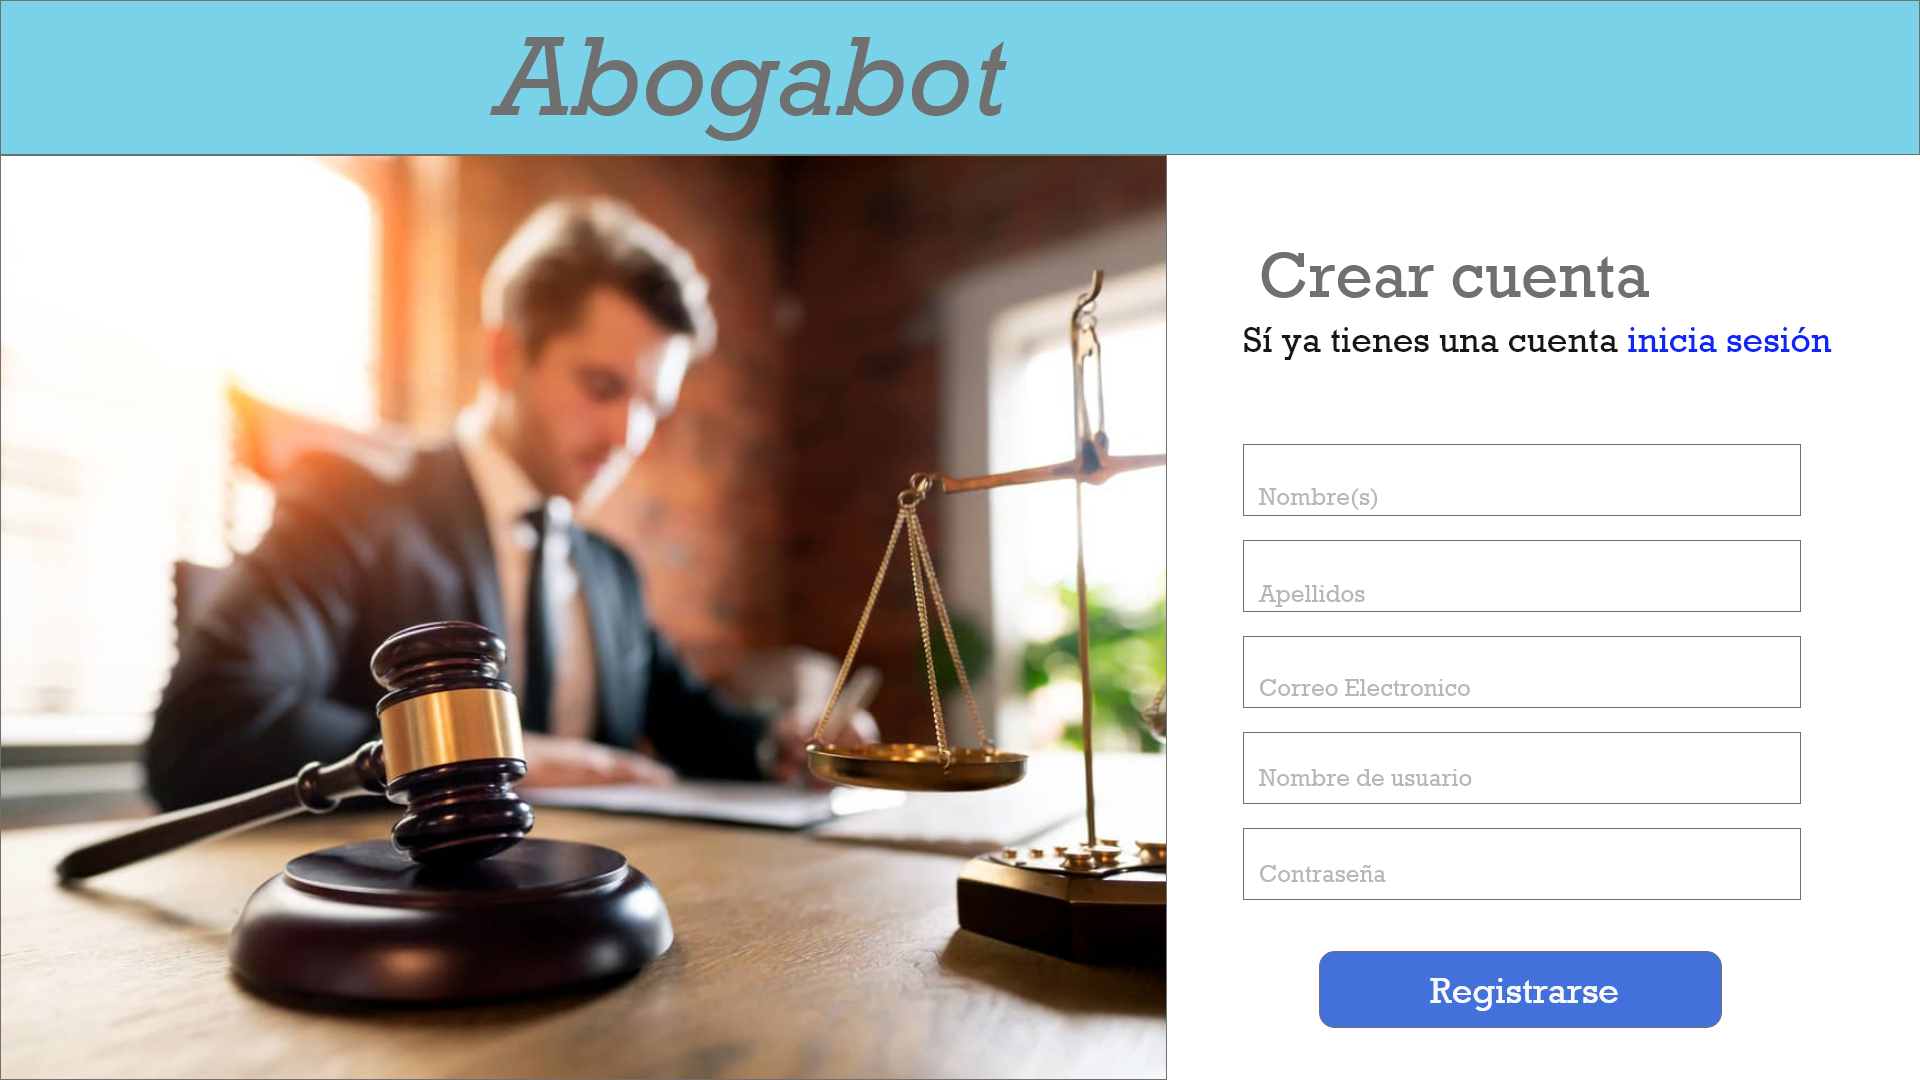 Abogabot
Crear cuenta
Sí ya tienes una cuenta inicia sesión
Nombre(s)
Apellidos
Correo Electronico
Nombre de usuario
Contraseña
Registrarse